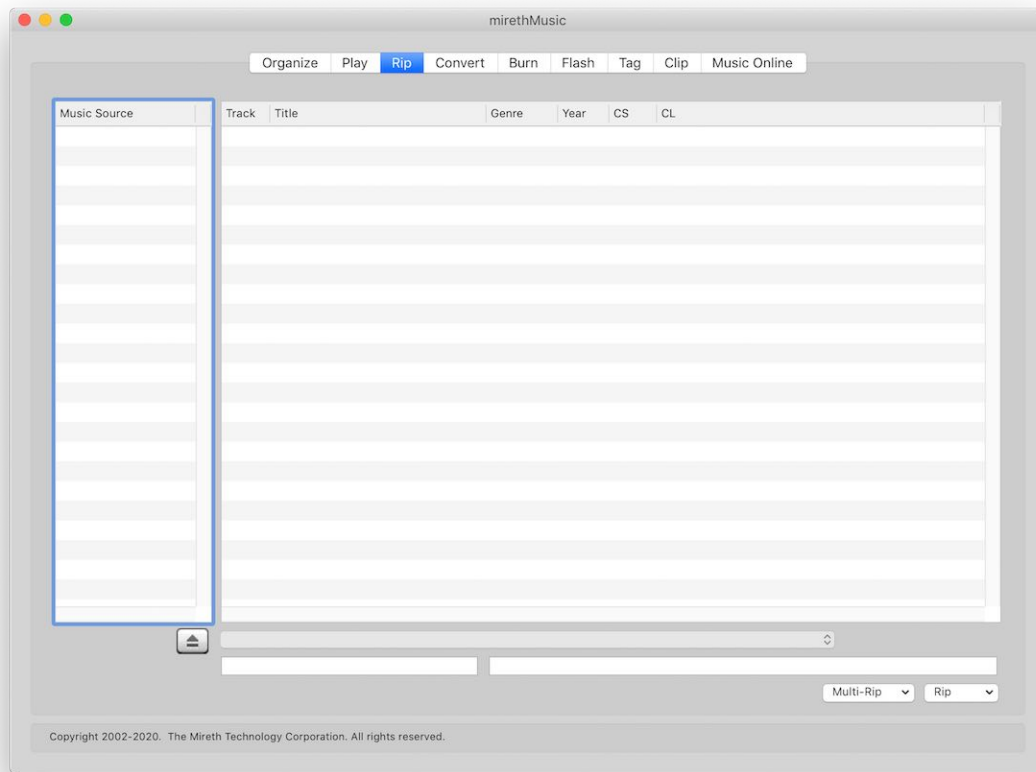 mirethMusic
Organize Play Rip Convert Burn Flash Tag Clip Music Online
Music Source Track Title Genre Year CS CL
Multi-Rip Rip
Copyright 2002-2020. The Mireth Technology Corporation. All rights reserved.